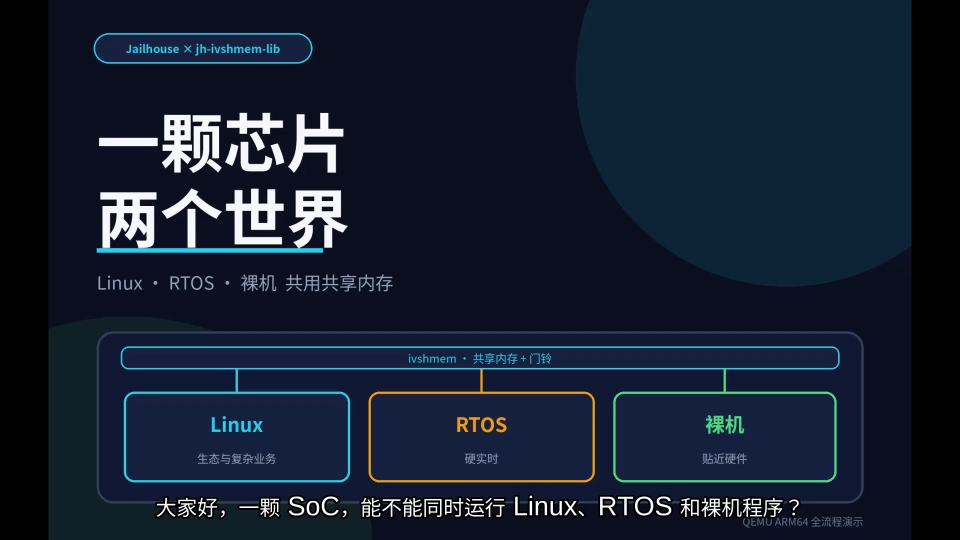 Jailhouse × jh-ivshmem-lib
一颗芯片
两个世界
Linux · RTOS · 裸机 共用共享内存
ivshmem · 共享内存 + 门铃
Linux
生态与复杂业务
RTOS
硬实时
裸机
贴近硬件
大家好，一颗 SoC，能不能同时运行 Linux、RTOS 和裸机程序？
QEMU ARM64 全流程演示